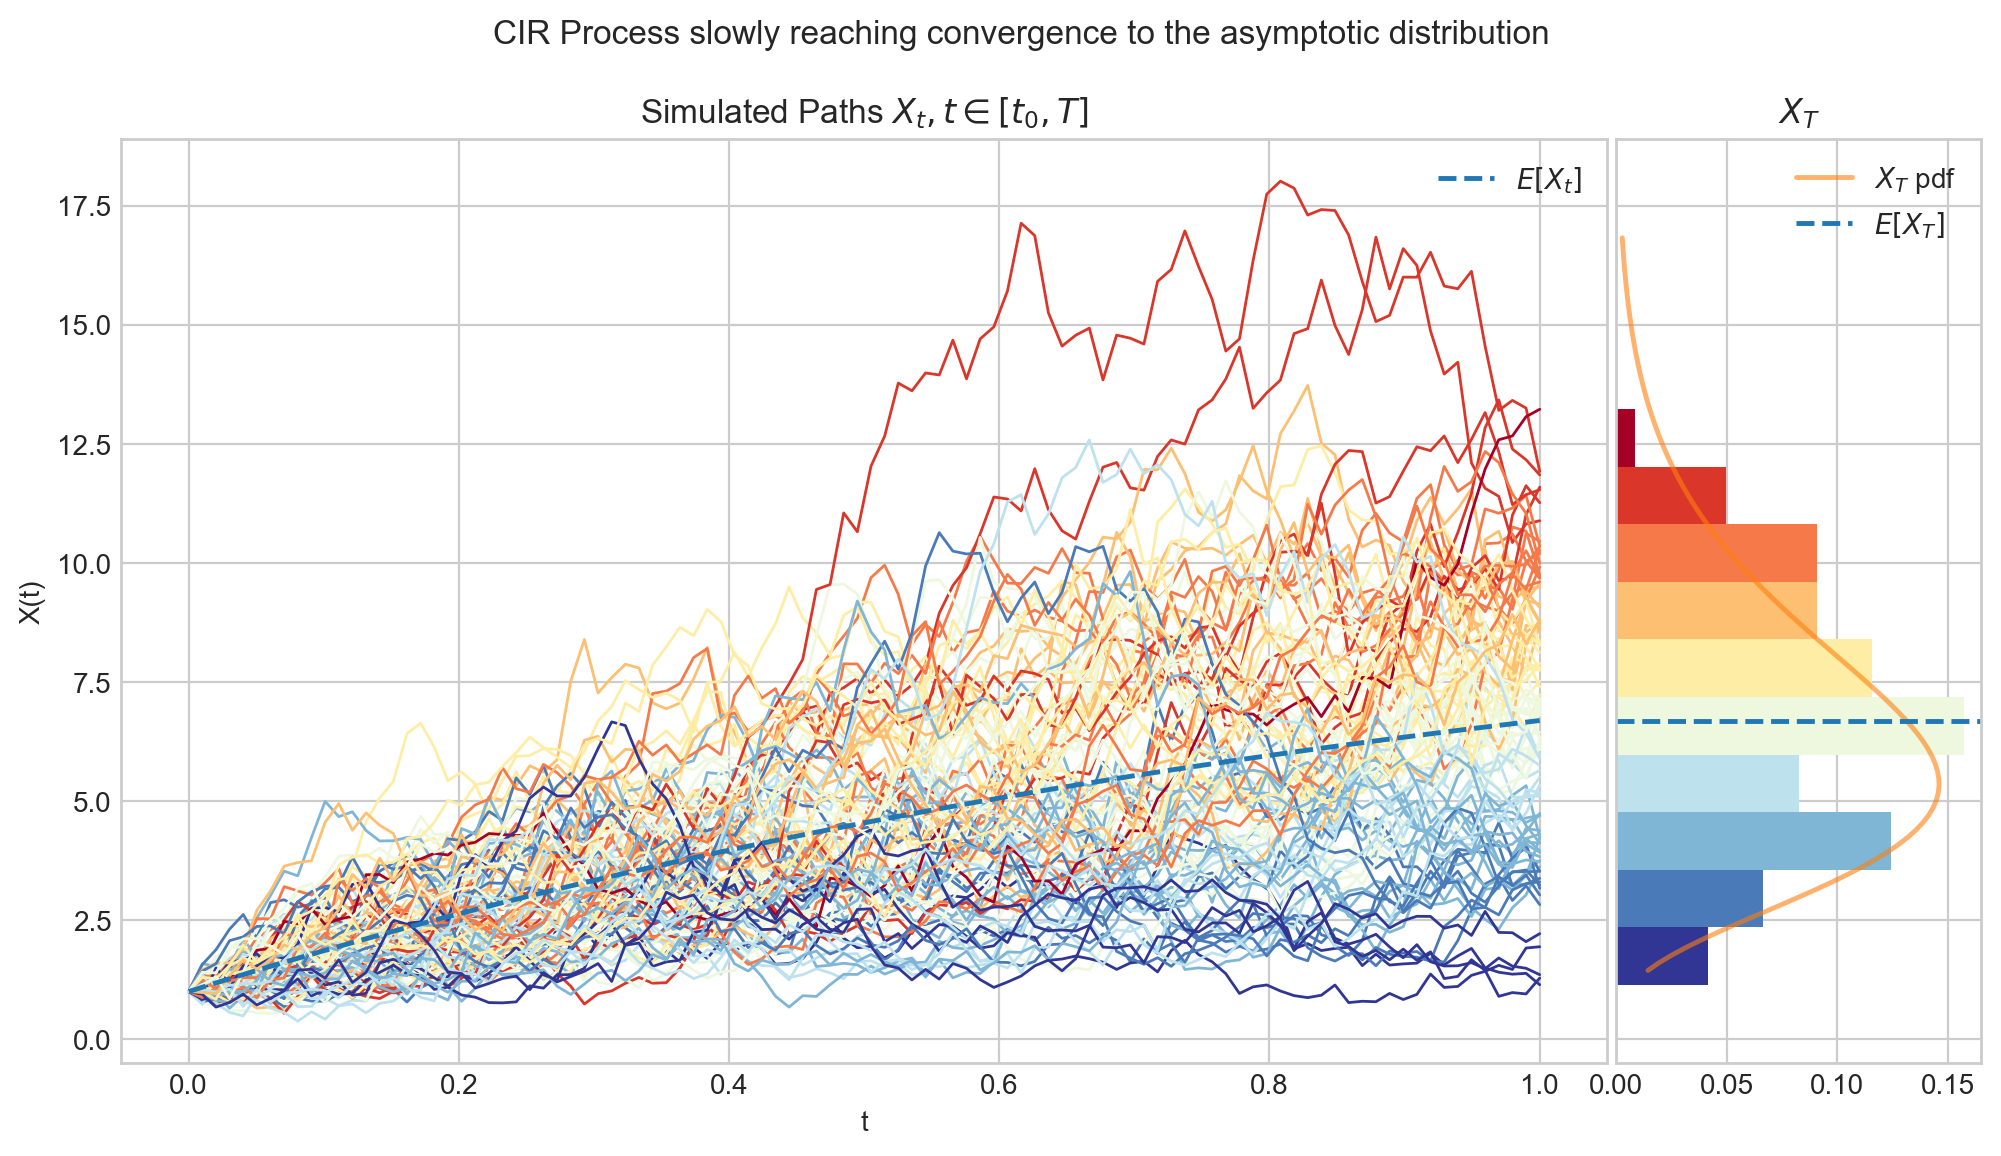 CIR Process slowly reaching convergence to the asymptotic distribution
Simulated Paths $X_t, t \in [t_0, T]$
$X_T$
$E[X_t]$
$X_T$ pdf
$E[X_T]$
17.5
15.0
12.5
10.0
7.5
5.0
2.5
0.0
X(t)
0.0 0.2 0.4 0.6 0.8 1.0
t
0.00 0.05 0.10 0.15